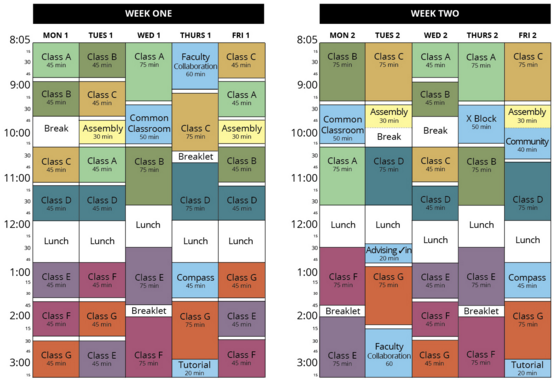 WEEK ONE
MON 1
TUES 1
WED 1
THURS 1
FRI 1
8:05
9:00
10:00
11:00
12:00
1:00
2:00
3:00
Class A
45 min
Class B
45 min
Break
Class C
45 min
Class D
45 min
Lunch
Class E
45 min
Class F
45 min
Class G
45 min
Class B
45 min
Class C
45 min
Assembly
30 min
Class A
45 min
Class D
45 min
Lunch
Class F
45 min
Class G
45 min
Class E
45 min
Class A
75 min
Common
Classroom
50 min
Class B
75 min
Lunch
Class E
75 min
Breaklet
Class F
75 min
Faculty
Collaboration
60 min
Class C
75 min
Breaklet
Class D
45 min
Lunch
Compass
45 min
Class G
75 min
Tutorial
20 min
Class C
45 min
Class A
45 min
Assembly
30 min
Class B
45 min
Class D
45 min
Lunch
Class G
45 min
Class E
45 min
Class F
45 min
WEEK TWO
MON 2
TUES 2
WED 2
THURS 2
FRI 2
8:05
9:00
10:00
11:00
12:00
1:00
2:00
3:00
Class B
75 min
Common
Classroom
50 min
Class A
75 min
Lunch
Class F
75 min
Breaklet
Class E
75 min
Class C
75 min
Assembly
30 min
Break
Class D
75 min
Lunch
Advising ✓in
20 min
Class G
75 min
Faculty
Collaboration
60
Class A
45 min
Class B
45 min
Break
Class C
45 min
Class D
45 min
Lunch
Class E
45 min
Class F
45 min
Class G
45 min
Class A
75 min
X Block
50 min
Class B
75 min
Lunch
Class E
75 min
Breaklet
Class F
75 min
Class C
75 min
Assembly
30 min
Community
40 min
Class D
75 min
Lunch
Compass
45 min
Class G
75 min
Tutorial
20 min